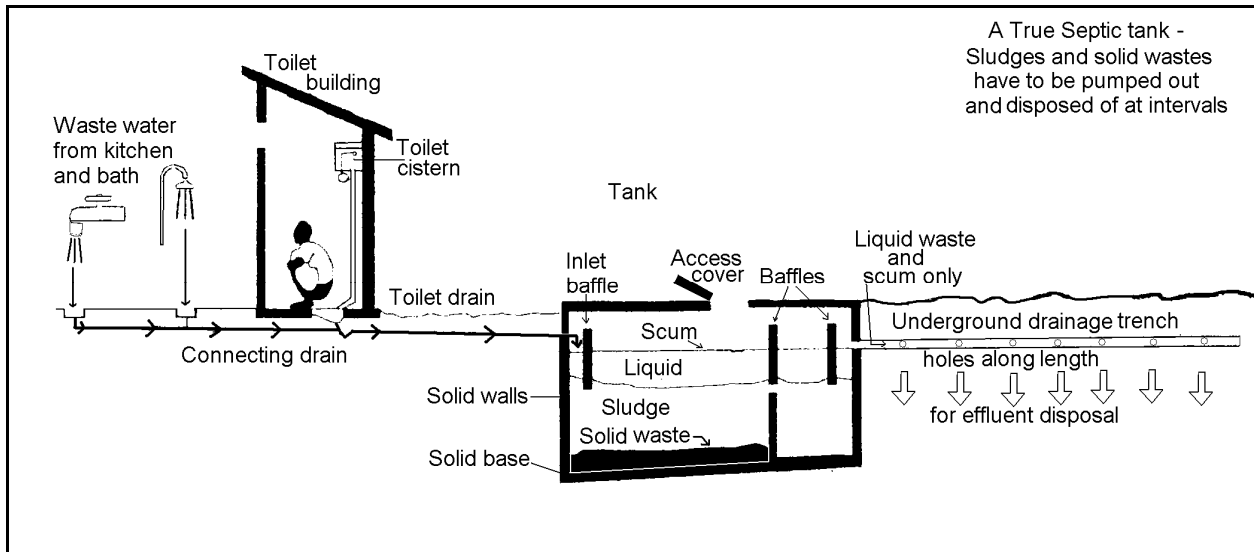 A True Septic tank -
Sludges and solid wastes
have to be pumped out
and disposed of at intervals
Toilet
building
Waste water
from kitchen
and bath
Toilet
cistern
Tank
Inlet
baffle
Access
cover
Baffles
Liquid waste
and
scum only
Toilet drain
Connecting drain
Scum
Liquid
Sludge
Solid waste
Solid walls
Solid base
Underground drainage trench
holes along length
for effluent disposal